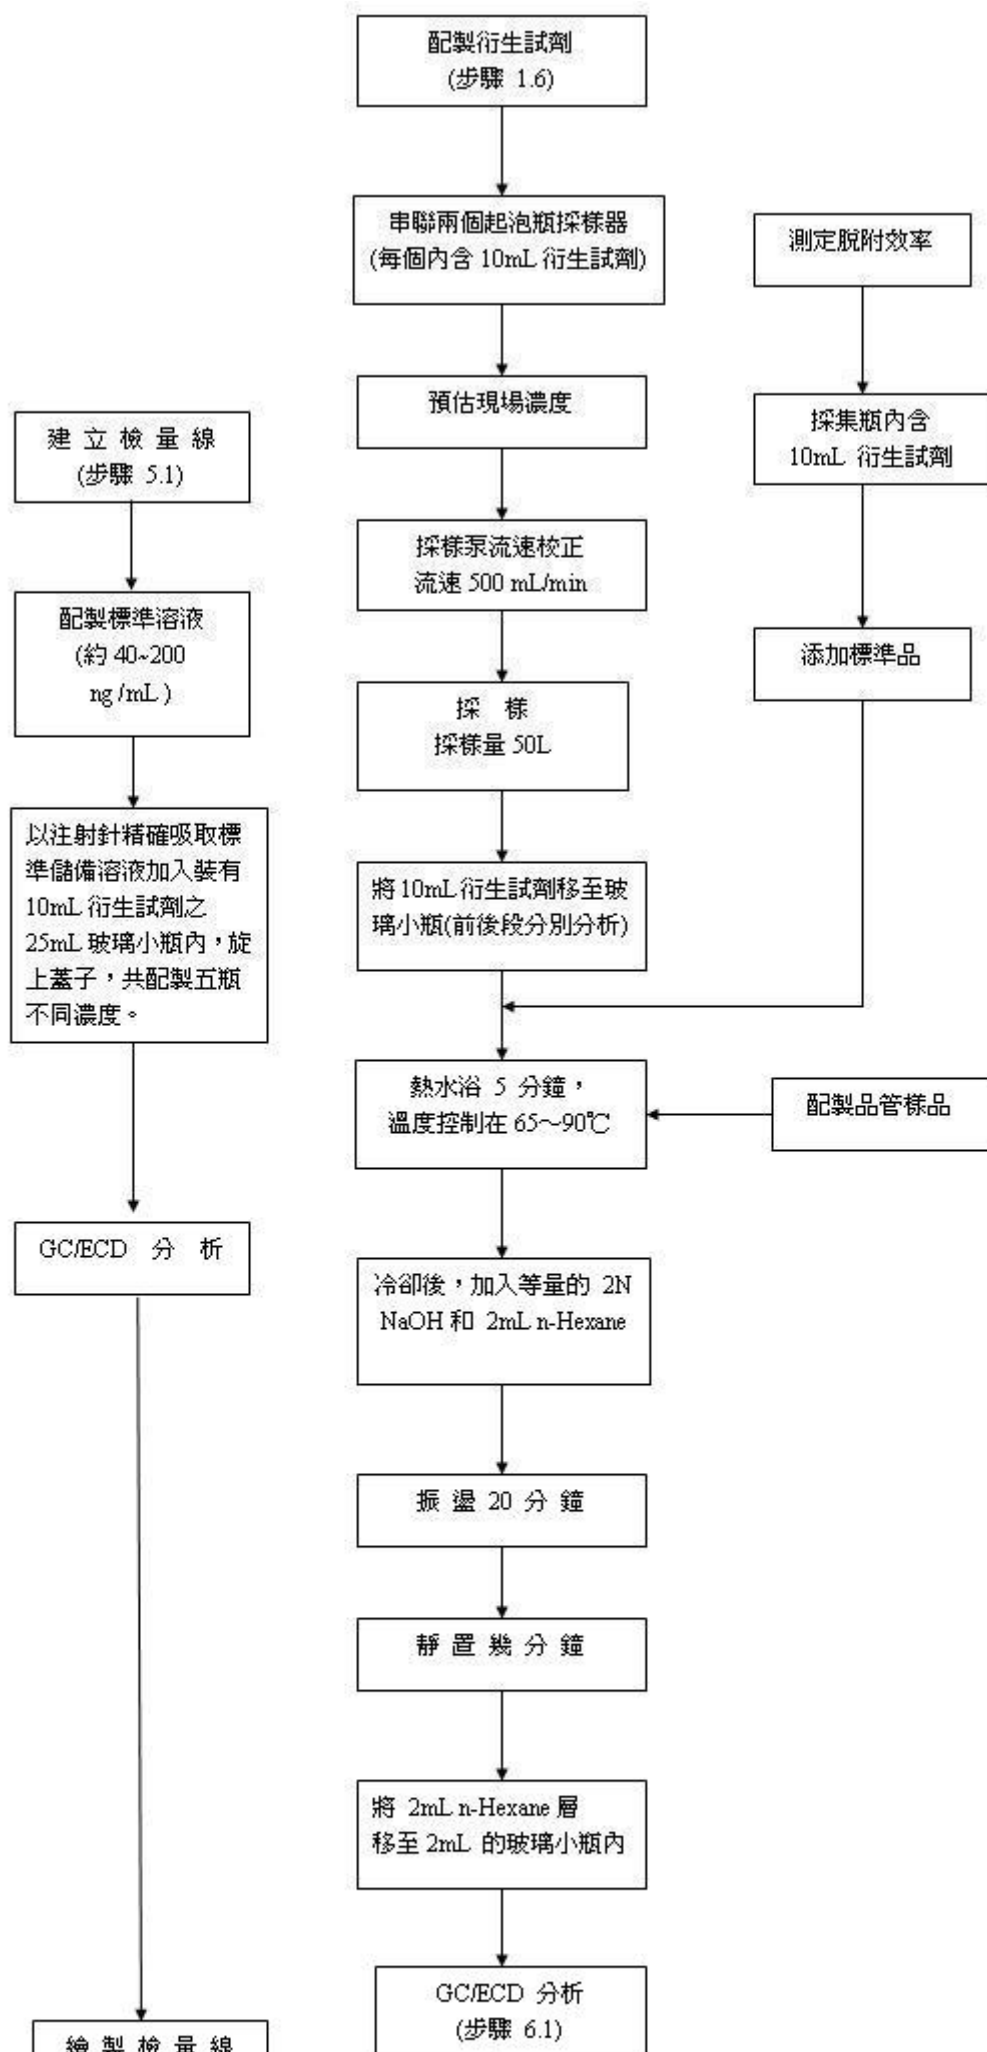 配製衍生試劑
(步驟 1.6)
串聯兩個起泡瓶採樣器
(每個內含 10mL 衍生試劑)
測定脫附效率
預估現場濃度
採集瓶內含
10mL 衍生試劑
建 立 檢 量 線
(步驟 5.1)
採樣泵流速校正
流速 500 mL/min
配製標準溶液
(約 40~200
ng /mL )
添加標準品
採 樣
採樣量 50L
以注射針精確吸取標
準儲備溶液加入裝有
10mL 衍生試劑之
25mL 玻璃小瓶內，旋
上蓋子，共配製五瓶
不同濃度。
將 10mL 衍生試劑移至玻
璃小瓶(前後段分別分析)
熱水浴 5 分鐘，
溫度控制在 65～90℃
配製品管樣品
GC/ECD 分 析
冷卻後，加入等量的 2N
NaOH 和 2mL n-Hexane
振 盪 20 分 鐘
靜 置 幾 分 鐘
將 2mL n-Hexane 層
移至 2mL 的玻璃小瓶內
GC/ECD 分析
(步驟 6.1)
繪 製 檢 量 線